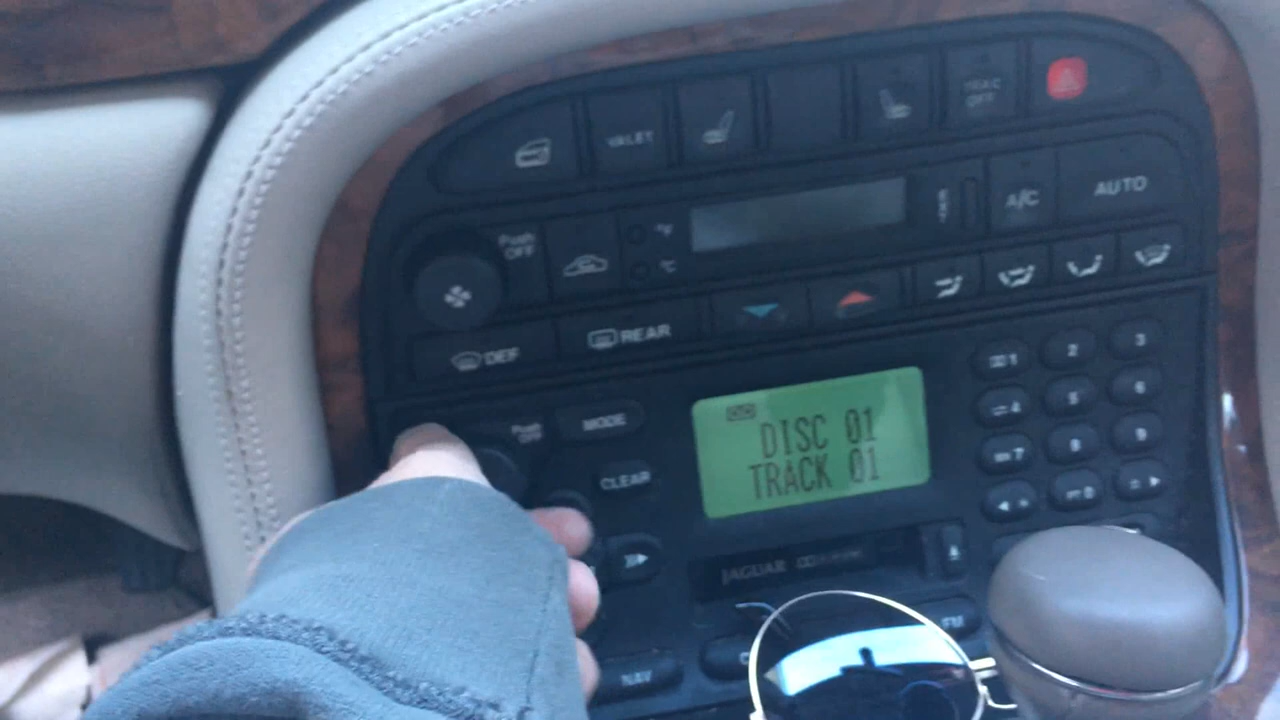 VALET
TRAC
OFF
Push
OFF
°F
°C
A/C
AUTO
DEF
REAR
Push
OFF
MODE
CLEAR
DISC 01
TRACK 01
1
2
3
4
5
6
7
8
9
0
JAGUAR
NAV